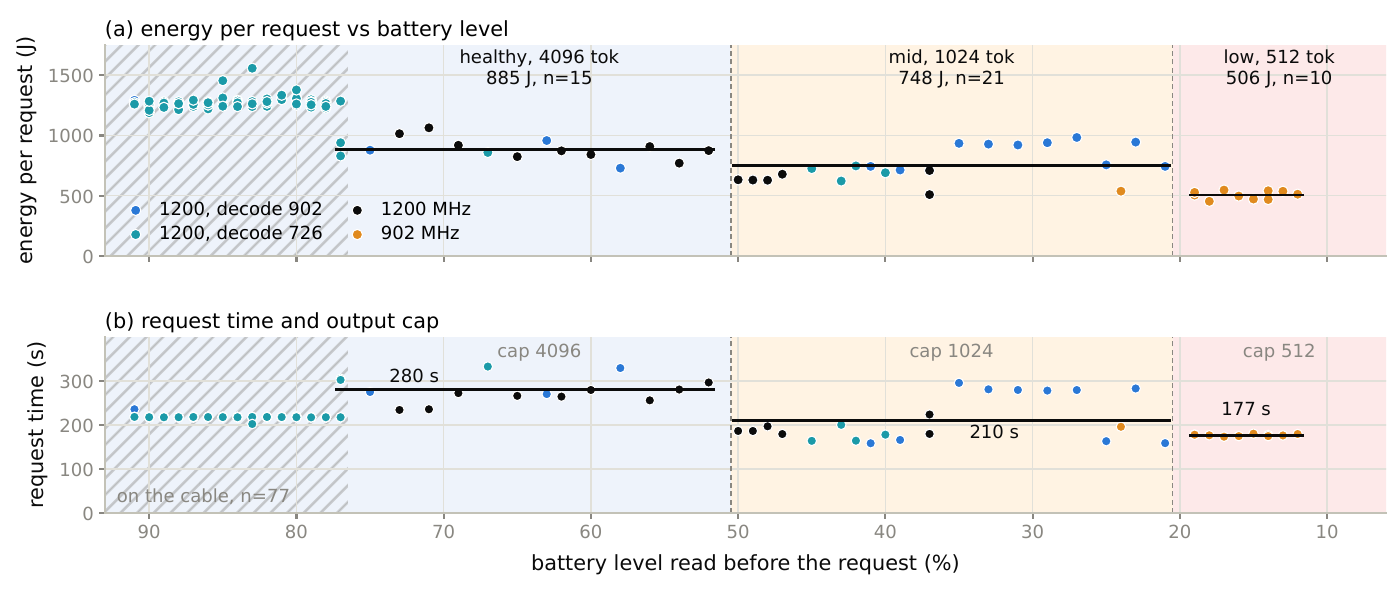 (a) energy per request vs battery level
energy per request (J)
1500
1000
500
0
healthy, 4096 tok
885 J, n=15
mid, 1024 tok
748 J, n=21
low, 512 tok
506 J, n=10
1200, decode 902
1200, decode 726
1200 MHz
902 MHz
(b) request time and output cap
request time (s)
300
200
100
0
cap 4096
cap 1024
cap 512
280 s
210 s
177 s
on the cable, n=77
90
80
70
60
50
40
30
20
10
battery level read before the request (%)